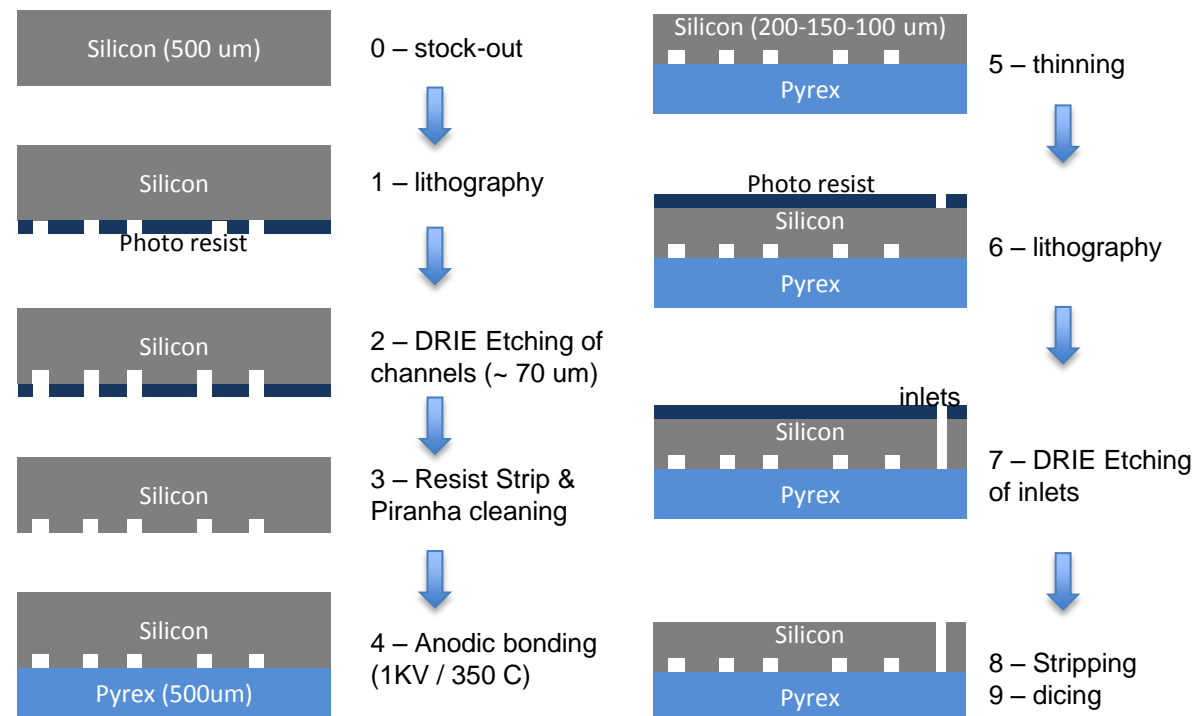 Silicon (500 um)
0 – stock-out
Silicon
Photo resist
1 – lithography
Silicon
2 – DRIE Etching of
channels (~ 70 um)
Silicon
3 – Resist Strip &
Piranha cleaning
Silicon
Pyrex (500um)
4 – Anodic bonding
(1KV / 350 C)
Silicon (200-150-100 um)
Pyrex
5 – thinning
Photo resist
Silicon
Pyrex
6 – lithography
inlets
Silicon
Pyrex
7 – DRIE Etching
of inlets
Silicon
Pyrex
8 – Stripping
9 – dicing